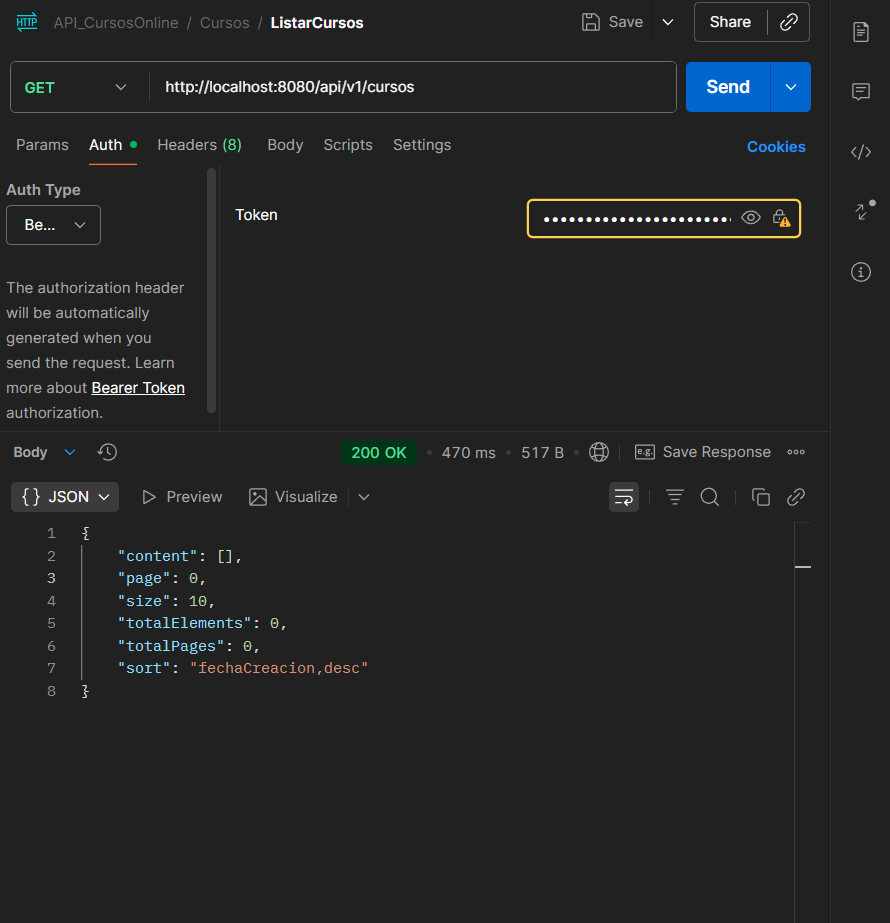 HTTP API_CursosOnline / Cursos / ListarCursos Save Share
GET http://localhost:8080/api/v1/cursos Send
Params Auth Headers (8) Body Scripts Settings Cookies
Auth Type
Be...
Token
The authorization header
will be automatically
generated when you
send the request. Learn
more about Bearer Token
authorization.
Body 200 OK • 470 ms • 517 B • e.g. Save Response
{} JSON Preview Visualize
1 {
2 "content": [],
3 "page": 0,
4 "size": 10,
5 "totalElements": 0,
6 "totalPages": 0,
7 "sort": "fechaCreacion,desc"
8 }